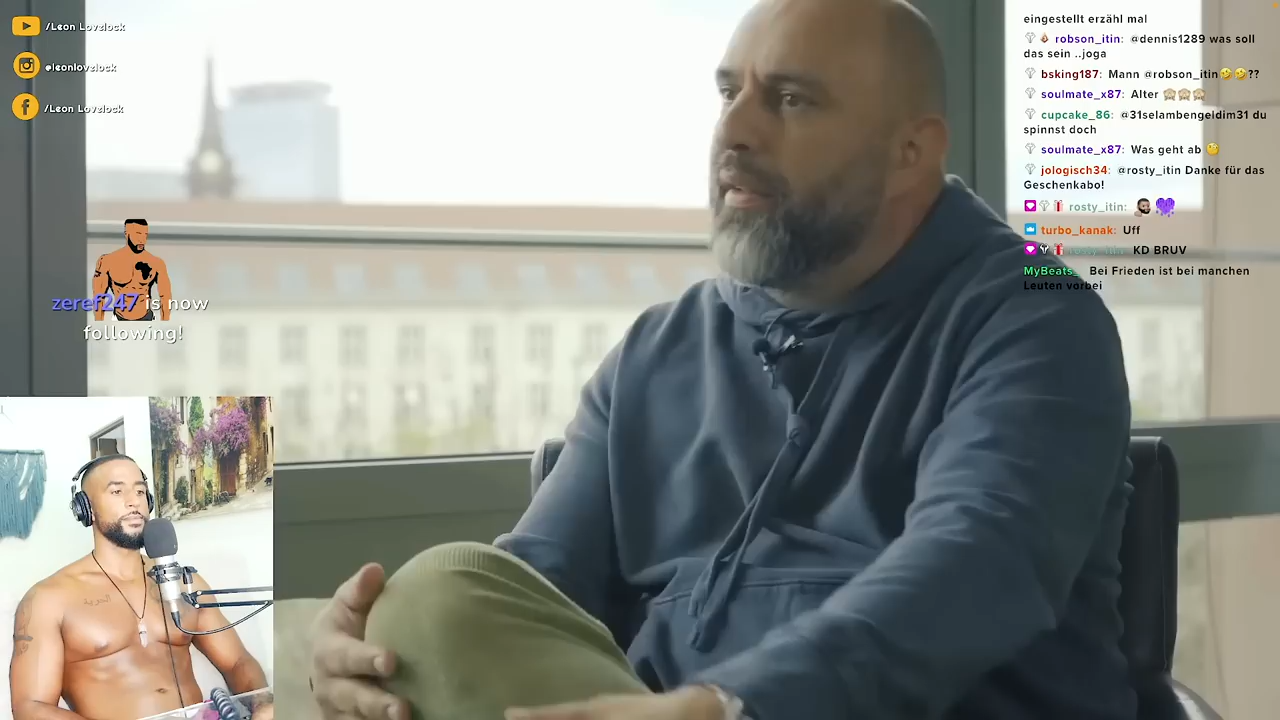 /Leon Lovelock
@leonlovelock
/Leon Lovelock
zeref247 is now
following!
eingestellt erzähl mal
robson_itin: @dennis1289 was soll
das sein ..joga
bsking187: Mann @robson_itin🤣🤣??
soulmate_x87: Alter 🙈🙈🙈
cupcake_86: @31selambengeldim31 du
spinnst doch
soulmate_x87: Was geht ab 🧐
jologisch34: @rosty_itin Danke für das
Geschenkabo!
rosty_itin:
turbo_kanak: Uff
KD BRUV
MyBeats_ Bei Frieden ist bei manchen
Leuten vorbei
الحرية